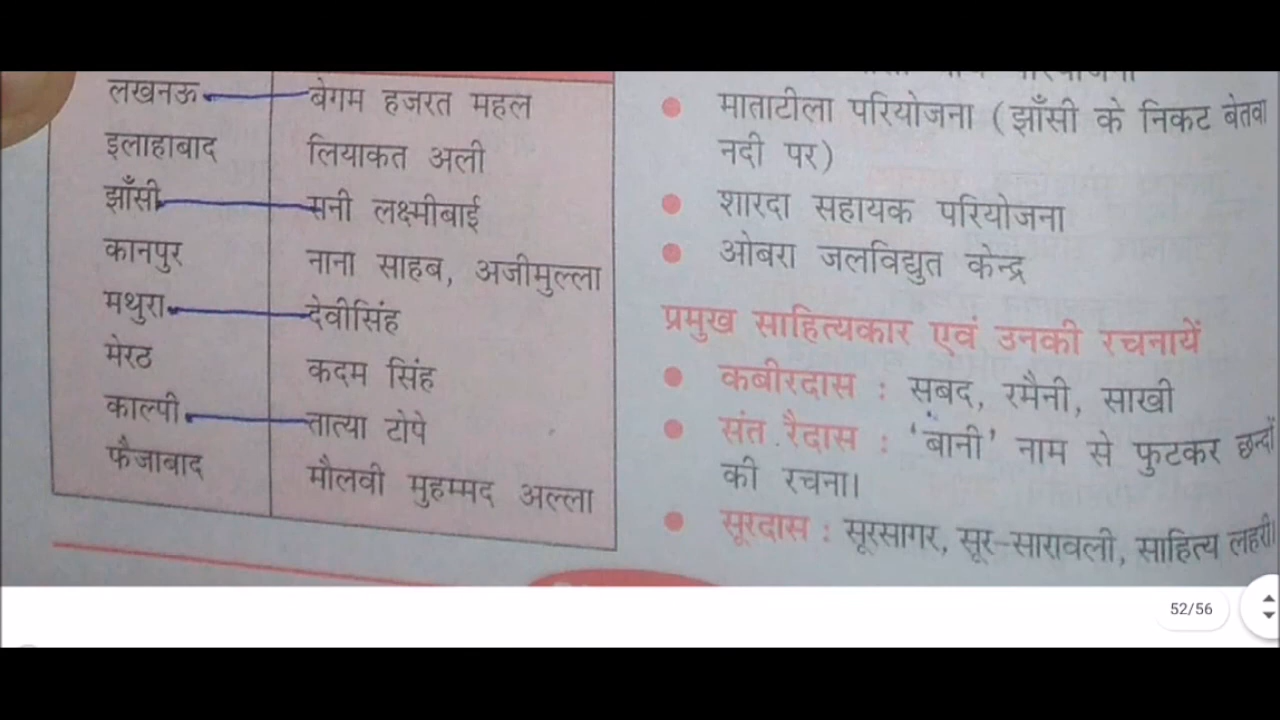 लखनऊ बेगम हजरत महल
इलाहाबाद लियाकत अली
झाँसी रानी लक्ष्मीबाई
कानपुर नाना साहब, अजीमुल्ला
मथुरा देवीसिंह
मेरठ कदम सिंह
काल्पी तात्या टोपे
फैजाबाद मौलवी मुहम्मद अल्ला
माताटीला परियोजना (झाँसी के निकट बेतवा
नदी पर)
शारदा सहायक परियोजना
ओबरा जलविद्युत केन्द्र
प्रमुख साहित्यकार एवं उनकी रचनायें
कबीरदास : सबद, रमैनी, साखी
संत रैदास : 'बानी' नाम से फुटकर छन्दों
की रचना।
सूरदास : सूरसागर, सूर-सारावली, साहित्य लहरी।
52/56